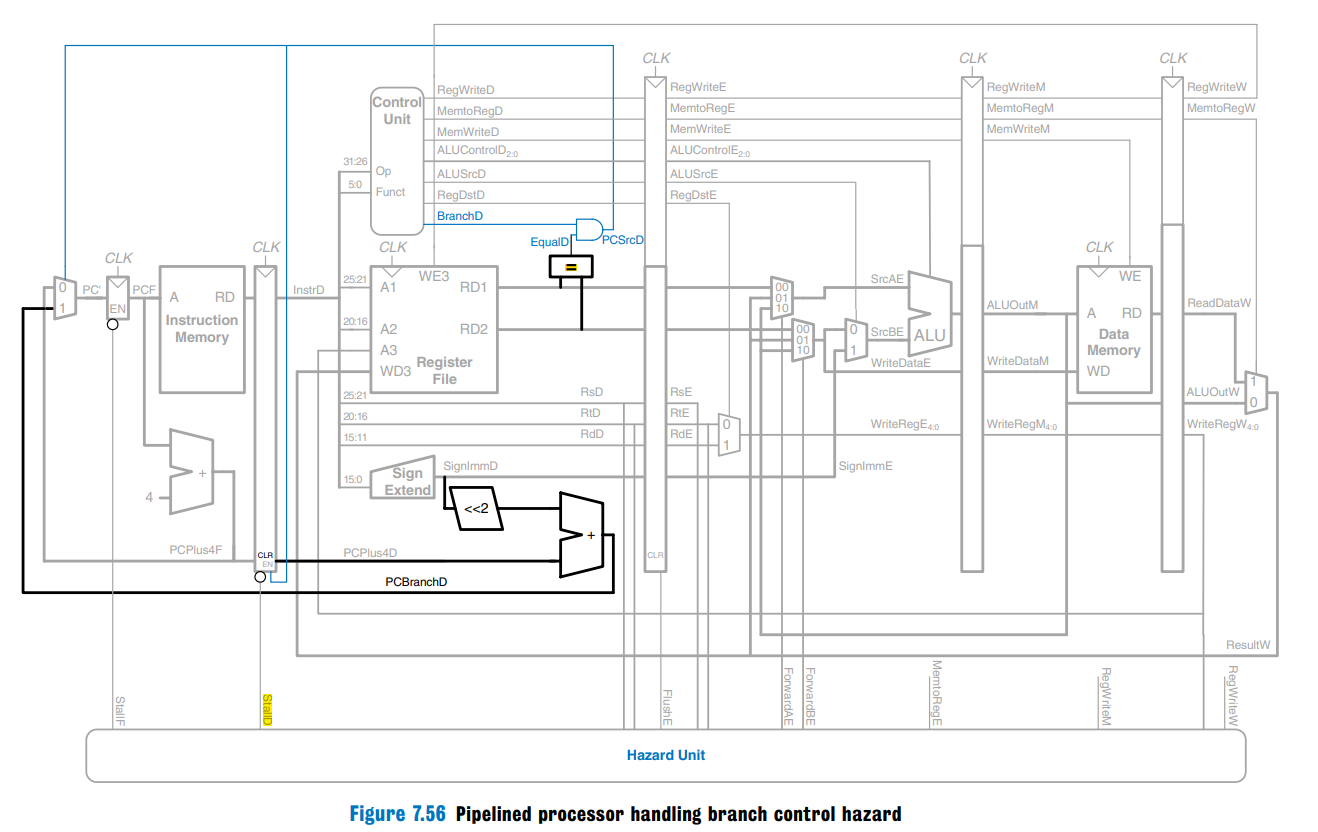 CLK CLK CLK
RegWriteD RegWriteE RegWriteM RegWriteW
Control
Unit
MemtoRegD MemtoRegE MemtoRegM MemtoRegW
MemWriteD MemWriteE MemWriteM
ALUControlD2:0 ALUControlE2:0
31:26 Op ALUSrcD ALUSrcE
5:0 Funct RegDstD RegDstE
BranchD
EqualD PCSrcD
CLK CLK CLK CLK
=
WE3 WE
0 PC' PCF A RD InstrD 25:21 A1 RD1 00 SrcAE
1 EN 01
10
Instruction
Memory
20:16 A2 RD2 00 0 SrcBE ALU ALUOutM A RD ReadDataW
01
10 1
Data
Memory
A3
WD3 Register
File
WriteDataE WriteDataM WD 1
0
25:21 RsD RsE ALUOutW
20:16 RtD RtE 0
15:11 RdD RdE 1
WriteRegE4:0 WriteRegM4:0 WriteRegW4:0
+
4
15:0 Sign
Extend
SignImmD SignImmE
<<2
+
PCPlus4F CLR
EN
PCPlus4D CLR
PCBranchD
ResultW
StallF StallD FlushE ForwardAE ForwardBE MemtoRegE RegWriteM RegWriteW
Hazard Unit
Figure 7.56 Pipelined processor handling branch control hazard